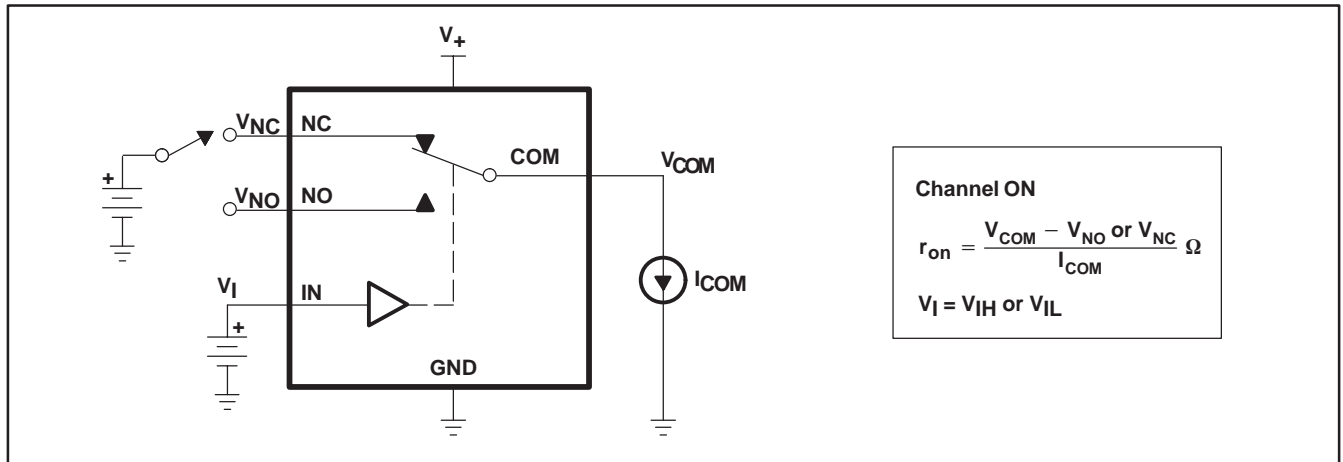 V+
VNC NC
COM
VCOM
+
VNO NO
VI IN
ICOM
+
GND
Channel ON
ron = VCOM − VNO or VNC / ICOM Ω
VI = VIH or VIL